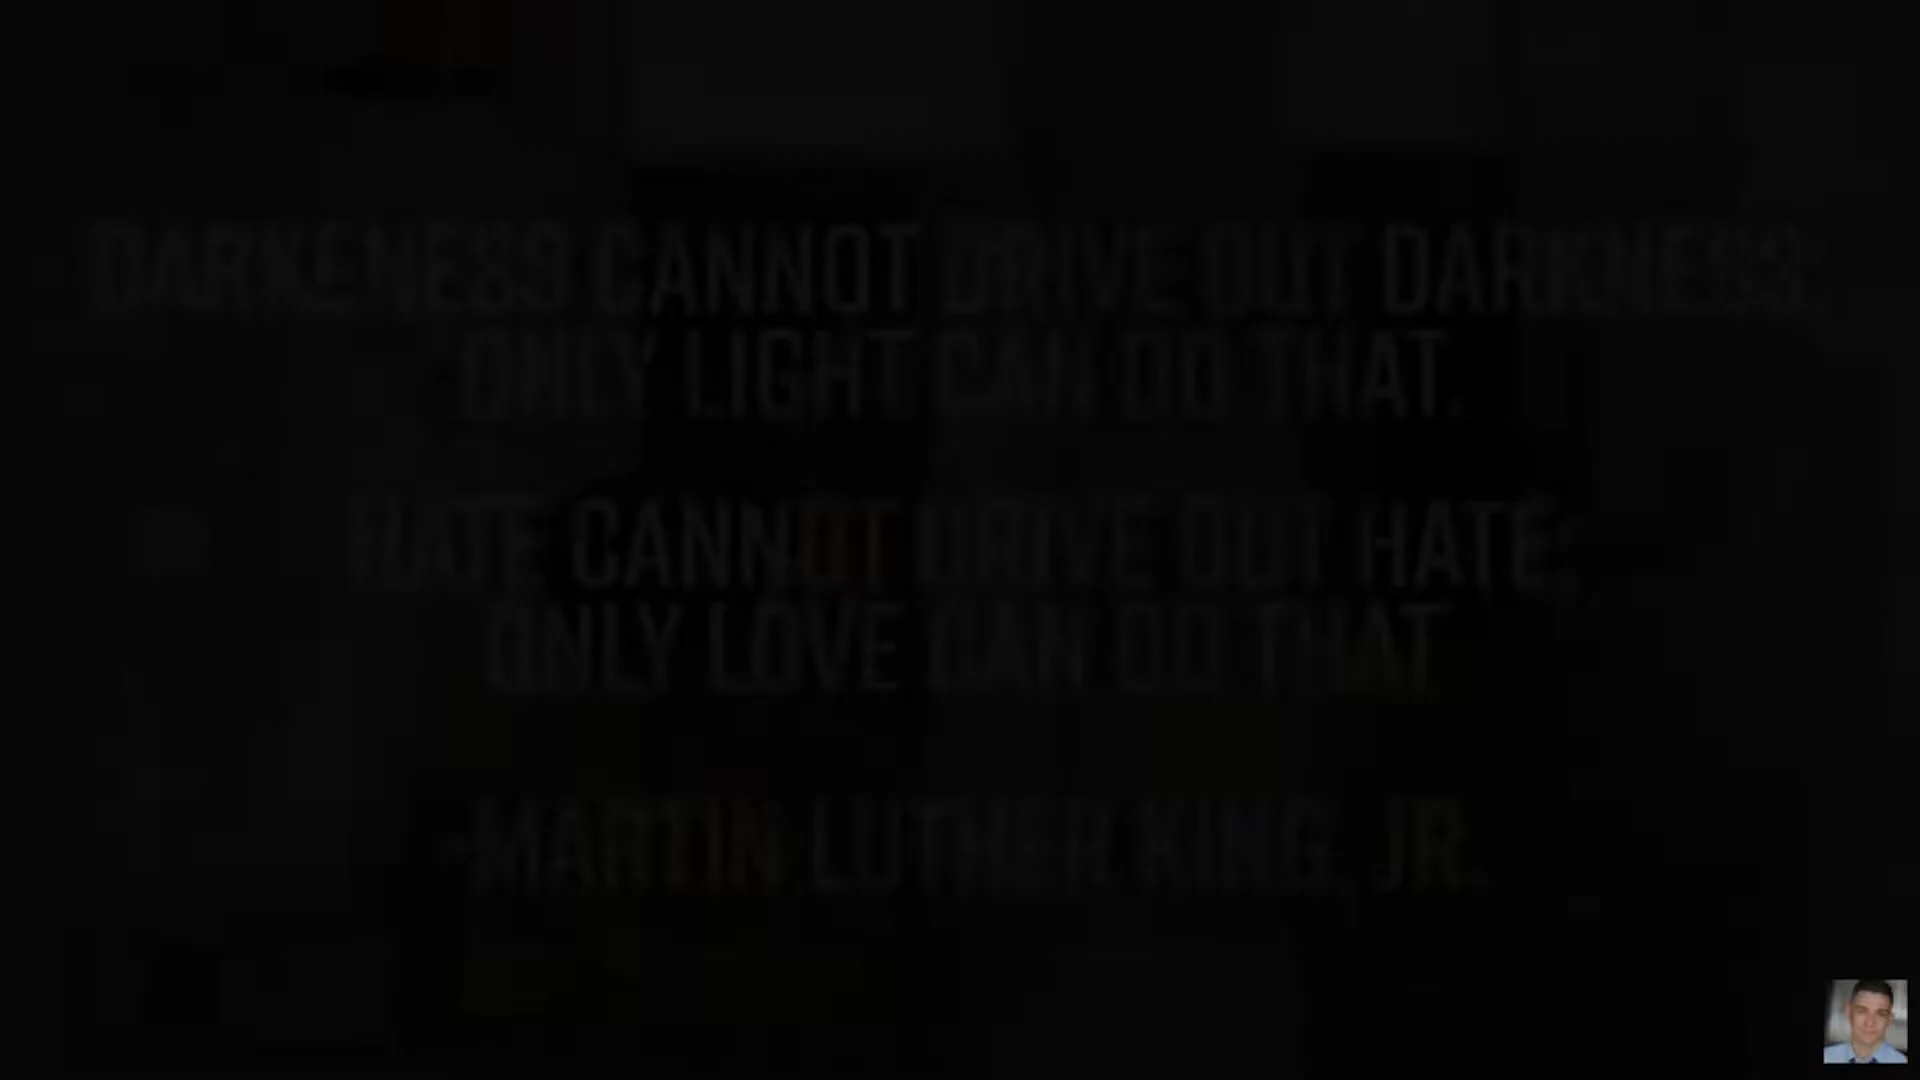 DARKENESS CANNOT DRIVE OUT DARKNESS;
ONLY LIGHT CAN DO THAT.
HATE CANNOT DRIVE OUT HATE;
ONLY LOVE CAN DO THAT
-MARTIN LUTHER KING, JR.